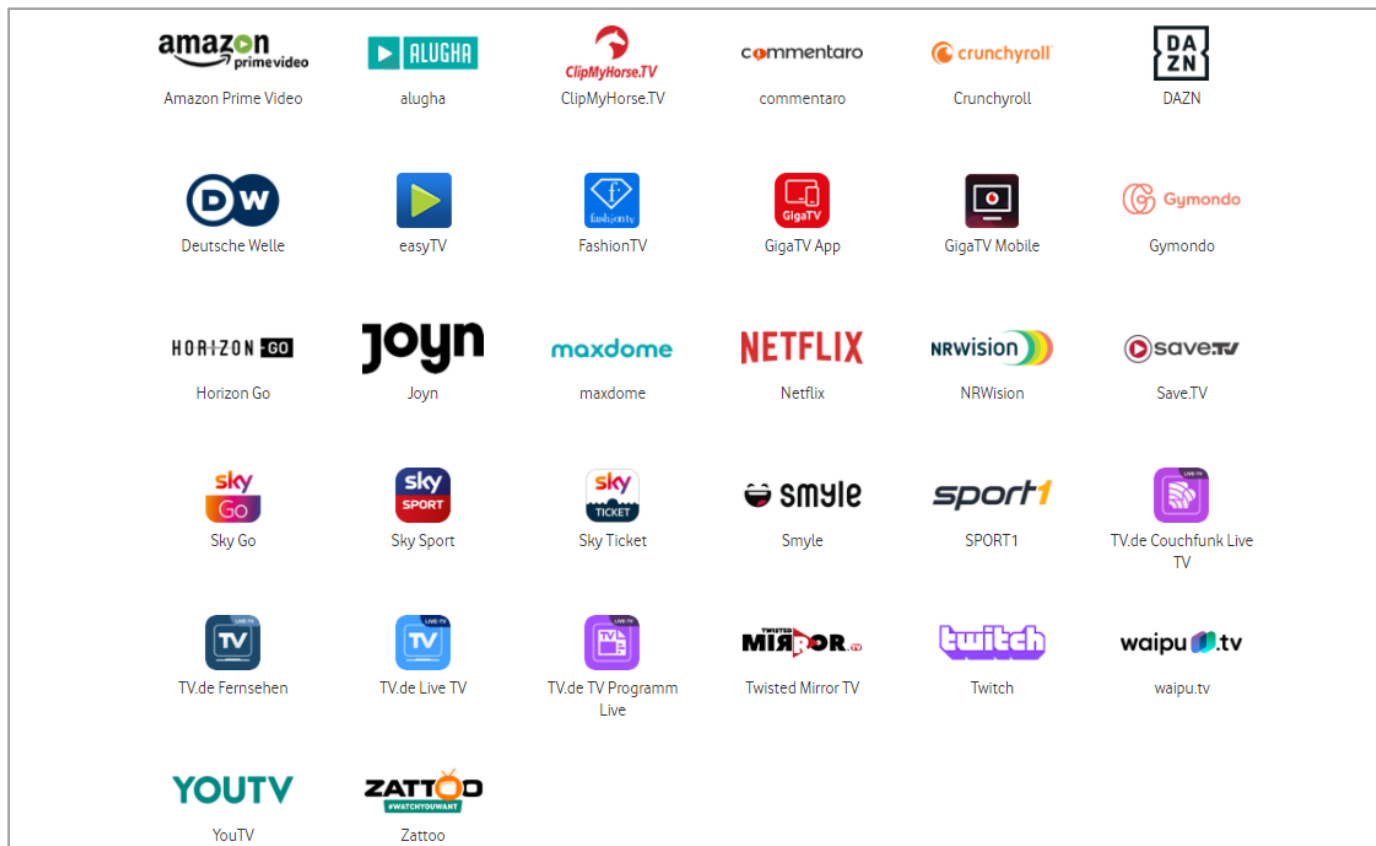 amazon
prime video
ALUGHA
ClipMyHorse.TV
commentaro
crunchyroll
DA
ZN
Amazon Prime Video
alugha
ClipMyHorse.TV
commentaro
Crunchyroll
DAZN
DW
f
fashiontv
GigaTV
Gymondo
Deutsche Welle
easyTV
FashionTV
GigaTV App
GigaTV Mobile
Gymondo
HORIZON GO
Joyn
maxdome
NETFLIX
NRWision
save.TV
Horizon Go
Joyn
maxdome
Netflix
NRWision
Save.TV
sky
Go
sky
SPORT
sky
TICKET
smyle
sport1
LIVE-TV
Sky Go
Sky Sport
Sky Ticket
Smyle
SPORT1
TV.de Couchfunk Live
TV
LIVE-TV
TV
LIVE-TV
TV
LIVE-TV
TV
TWISTED
MIRROR.TV
twitch
waipu.tv
TV.de Fernsehen
TV.de Live TV
TV.de TV Programm
Live
Twisted Mirror TV
Twitch
waipu.tv
YOUTV
ZATTOO
#WATCHYOUWANT
YouTV
Zattoo